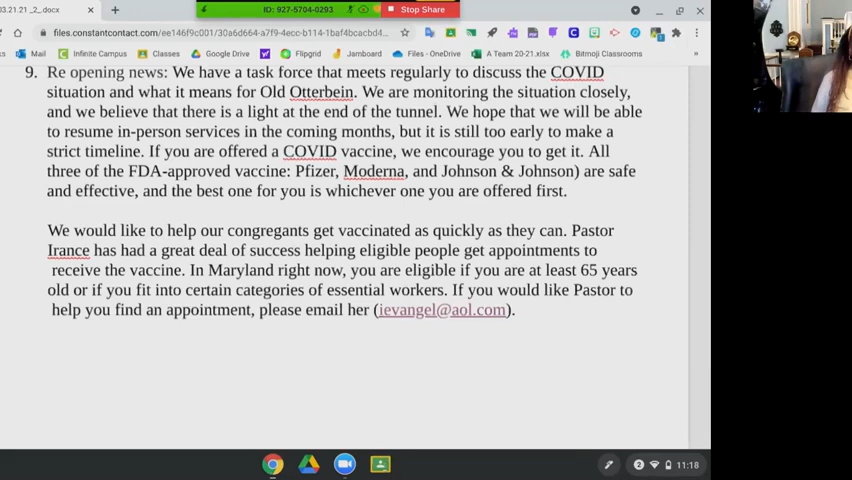 ID: 927-5704-0293 Stop Share
03.21.21 _2_.docx
files.constantcontact.com/ee146f9c001/30a6d664-a7f9-4ecc-b114-1baf4bcacbd4...
Mail Infinite Campus Classes Google Drive Flipgrid Jamboard Files - OneDrive A Team 20-21.xlsx Bitmoji Classrooms
9. Re opening news: We have a task force that meets regularly to discuss the COVID
situation and what it means for Old Otterbein. We are monitoring the situation closely,
and we believe that there is a light at the end of the tunnel. We hope that we will be able
to resume in-person services in the coming months, but it is still too early to make a
strict timeline. If you are offered a COVID vaccine, we encourage you to get it. All
three of the FDA-approved vaccine: Pfizer, Moderna, and Johnson & Johnson) are safe
and effective, and the best one for you is whichever one you are offered first.
We would like to help our congregants get vaccinated as quickly as they can. Pastor
Irance has had a great deal of success helping eligible people get appointments to
receive the vaccine. In Maryland right now, you are eligible if you are at least 65 years
old or if you fit into certain categories of essential workers. If you would like Pastor to
help you find an appointment, please email her (ievangel@aol.com).
2 11:18